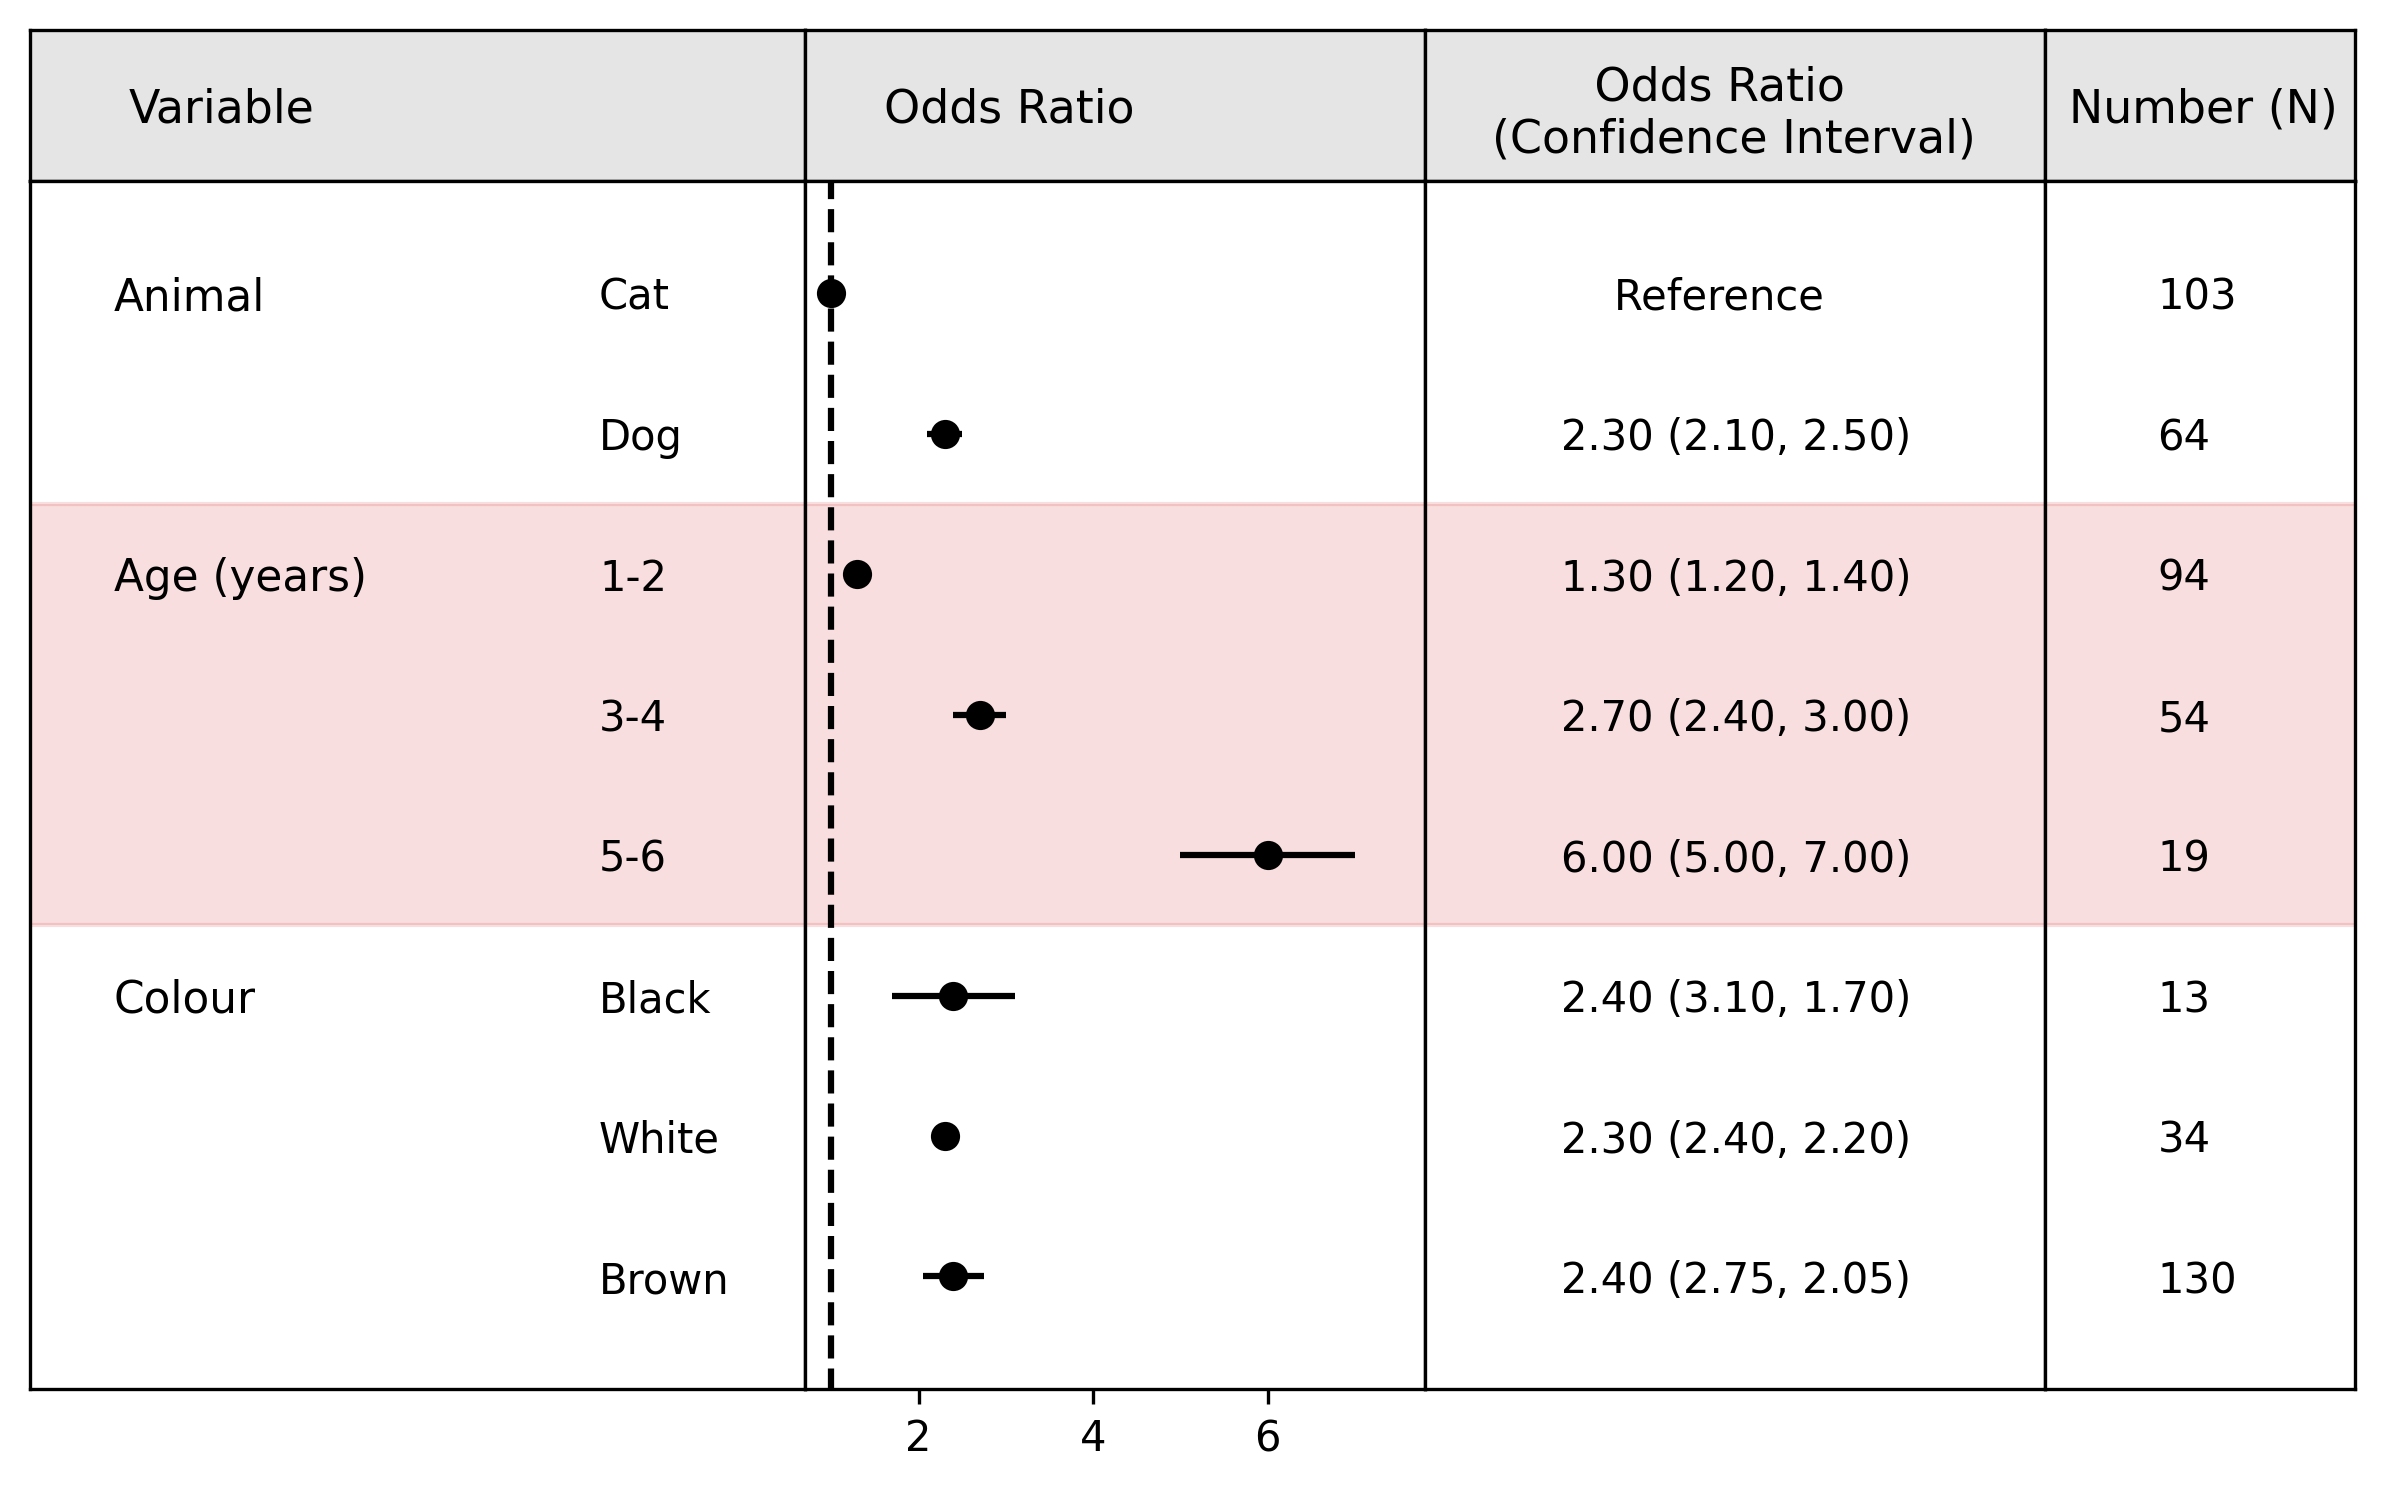 Variable Odds Ratio Odds Ratio Number (N)
(Confidence Interval)
Animal Cat Reference 103
Dog 2.30 (2.10, 2.50) 64
Age (years) 1-2 1.30 (1.20, 1.40) 94
3-4 2.70 (2.40, 3.00) 54
5-6 6.00 (5.00, 7.00) 19
Colour Black 2.40 (3.10, 1.70) 13
White 2.30 (2.40, 2.20) 34
Brown 2.40 (2.75, 2.05) 130
2 4 6